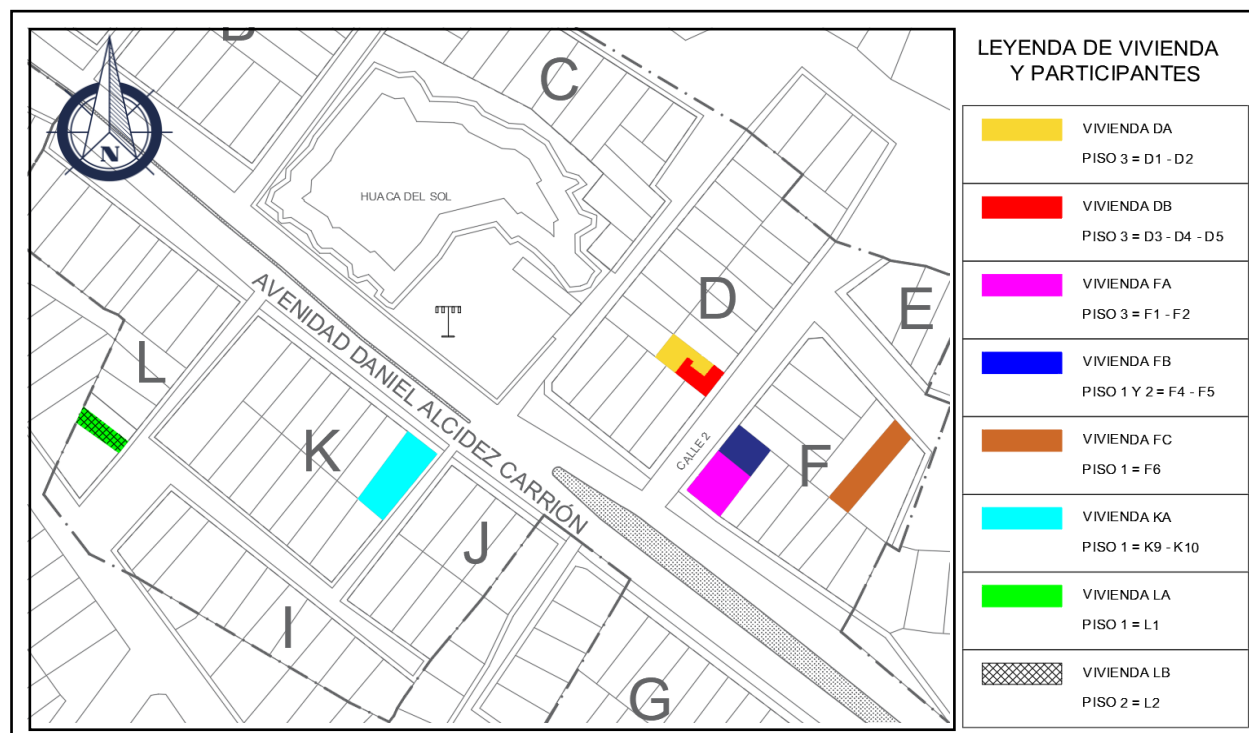 B
C
N
HUACA DEL SOL
AVENIDAD DANIEL ALCIDEZ CARRIÓN
D
E
L
K
CALLE 2
F
J
I
G
LEYENDA DE VIVIENDA
Y PARTICIPANTES
VIVIENDA DA
PISO 3 = D1 - D2
VIVIENDA DB
PISO 3 = D3 - D4 - D5
VIVIENDA FA
PISO 3 = F1 - F2
VIVIENDA FB
PISO 1 Y 2 = F4 - F5
VIVIENDA FC
PISO 1 = F6
VIVIENDA KA
PISO 1 = K9 - K10
VIVIENDA LA
PISO 1 = L1
VIVIENDA LB
PISO 2 = L2